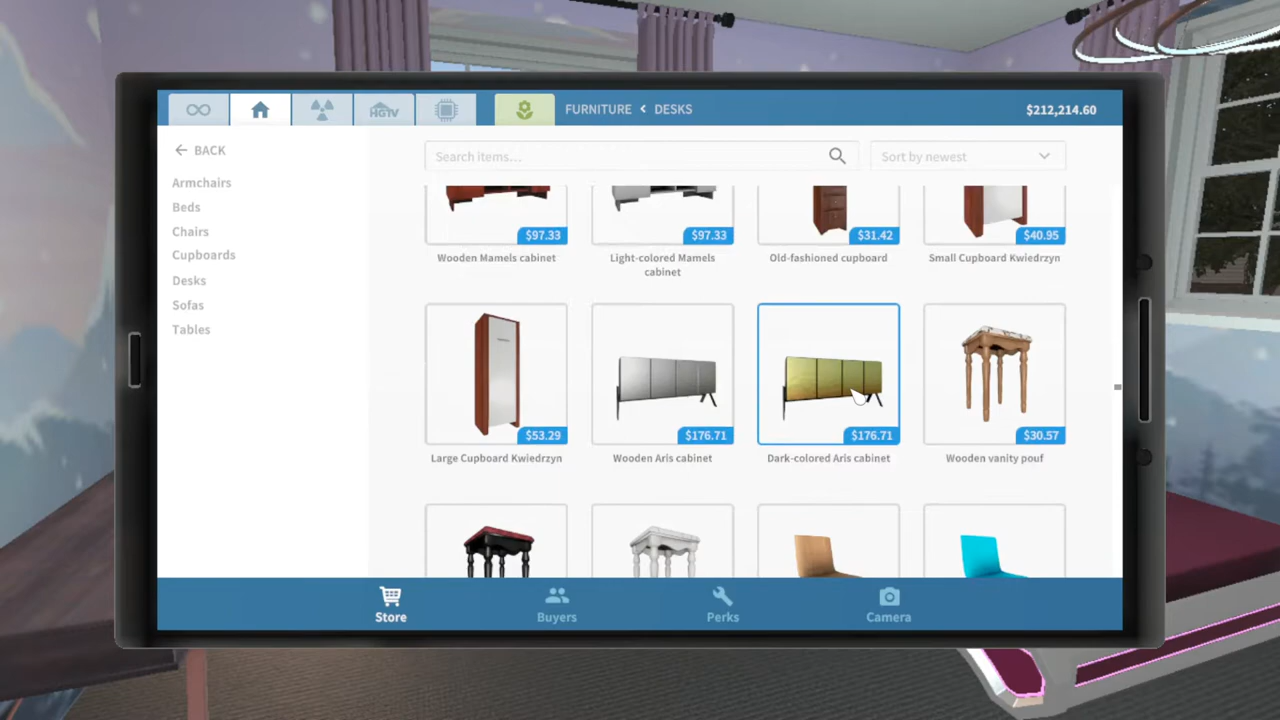 HGTV
FURNITURE < DESKS
$212,214.60
BACK
Search items...
Sort by newest
Armchairs
Beds
Chairs
Cupboards
Desks
Sofas
Tables
$97.33
$97.33
$31.42
$40.95
Wooden Mamels cabinet
Light-colored Mamels
cabinet
Old-fashioned cupboard
Small Cupboard Kwiedrzyn
$53.29
$176.71
$176.71
$30.57
Large Cupboard Kwiedrzyn
Wooden Aris cabinet
Dark-colored Aris cabinet
Wooden vanity pouf
Store
Buyers
Perks
Camera